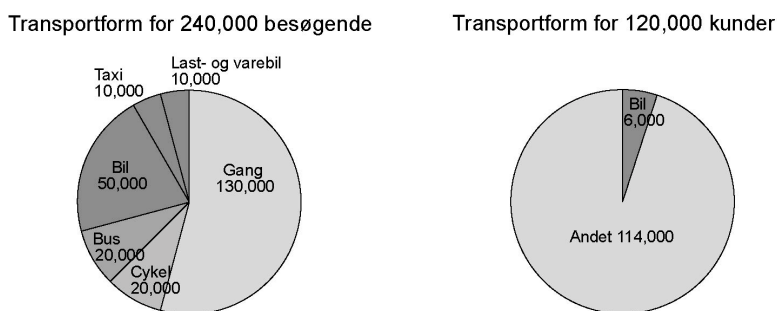 Transportform for 240,000 besøgende
Taxi
10,000
Last- og varebil
10,000
Bil
50,000
Gang
130,000
Bus
20,000
Cykel
20,000
Transportform for 120,000 kunder
Bil
6,000
Andet 114,000